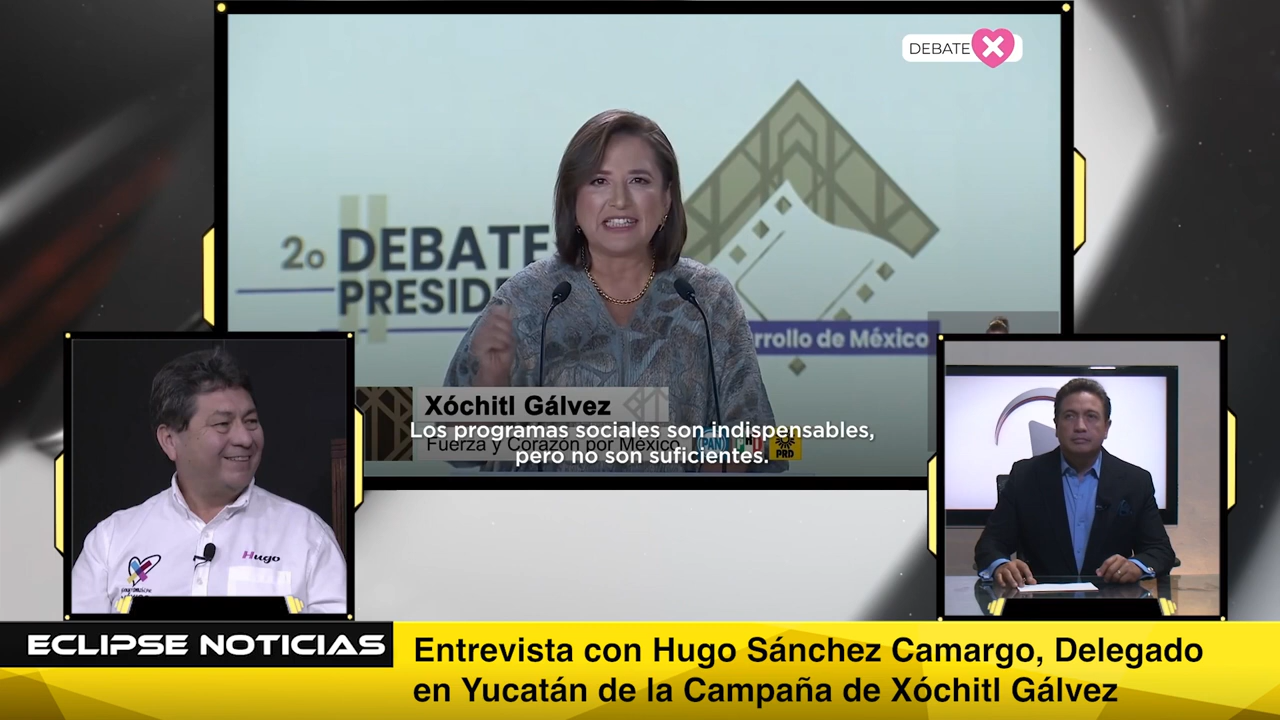 DEBATE X
2o DEBATE
PRESID
rrollo de México
Xóchitl Gálvez
Fuerza y Corazón por México
PAN PRI PRD
Los programas sociales son indispensables,
pero no son suficientes.
Hugo
ECLIPSE NOTICIAS
Entrevista con Hugo Sánchez Camargo, Delegado
en Yucatán de la Campaña de Xóchitl Gálvez